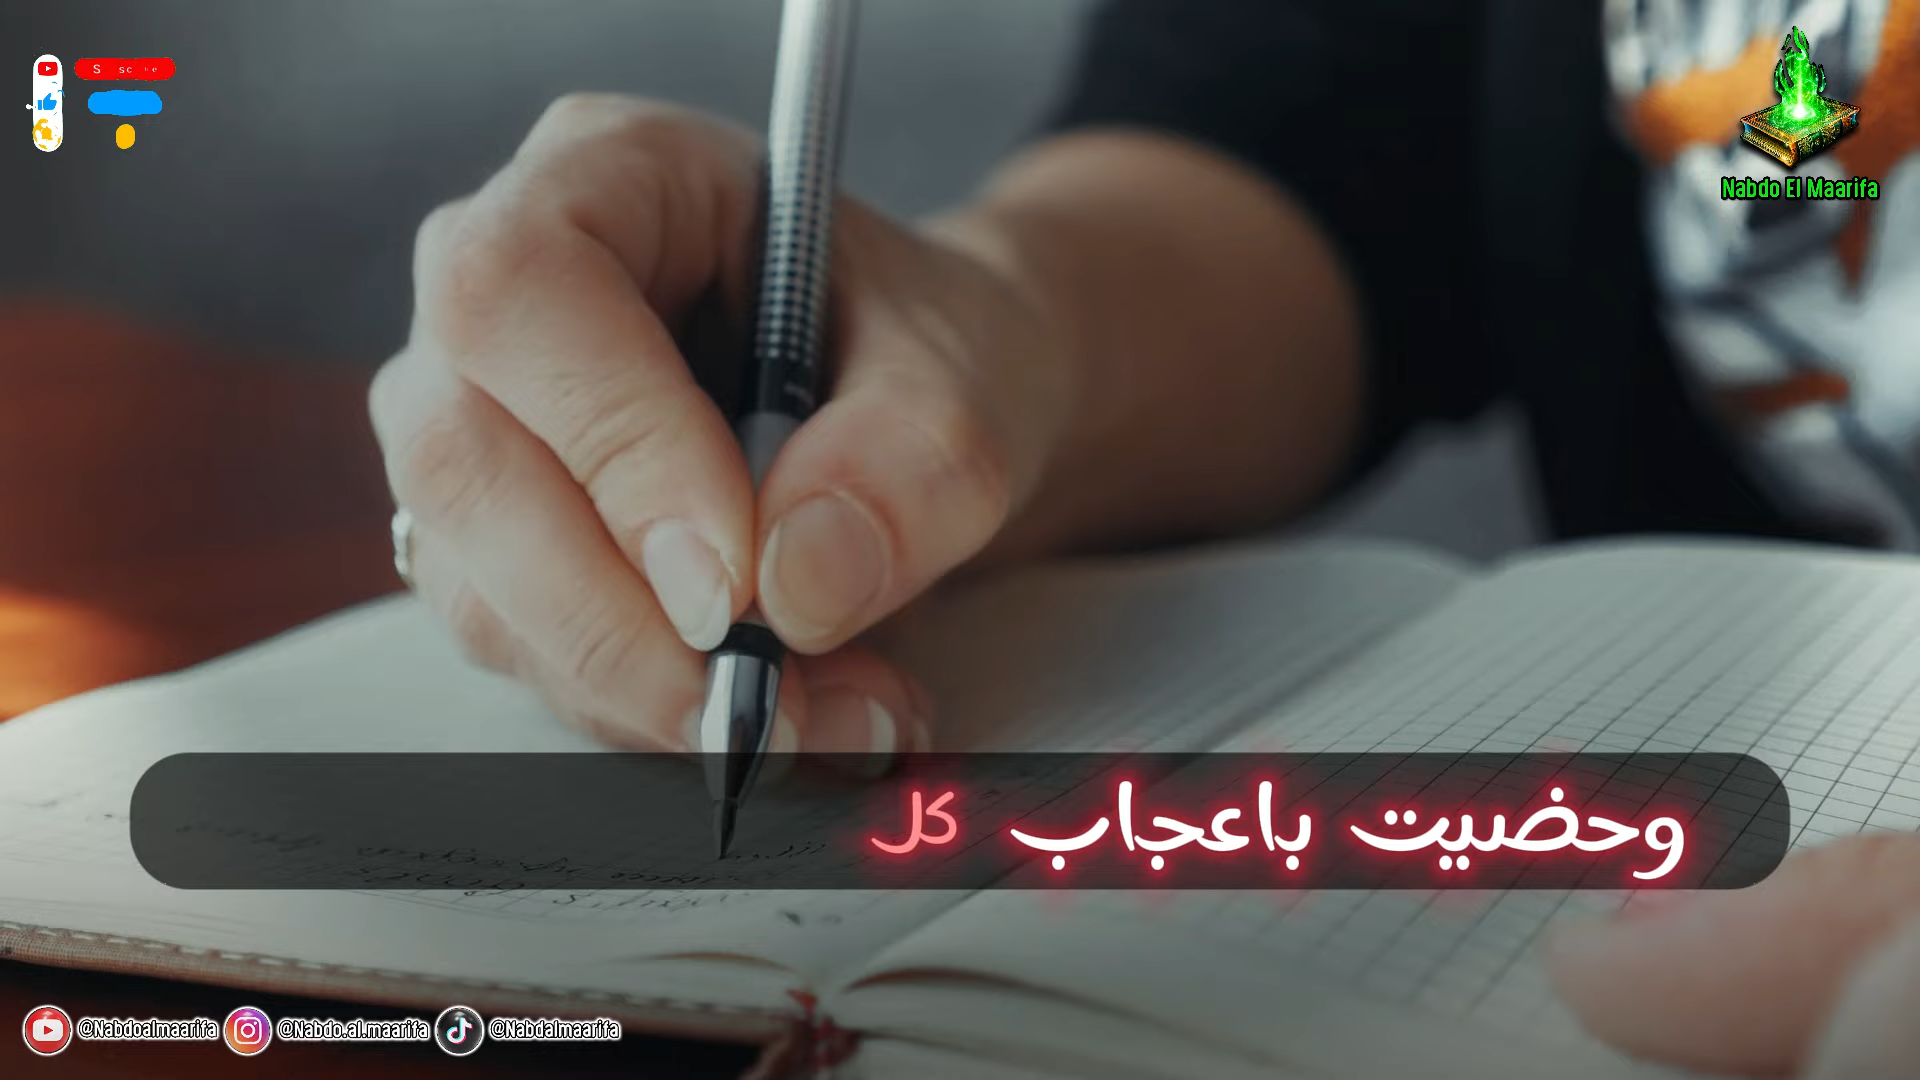 Nabdo El Maarifa
وحضيت باعجاب كل
@Nabdoalmaarifa @Nabdo.al.maarifa @Nabdalmaarifa